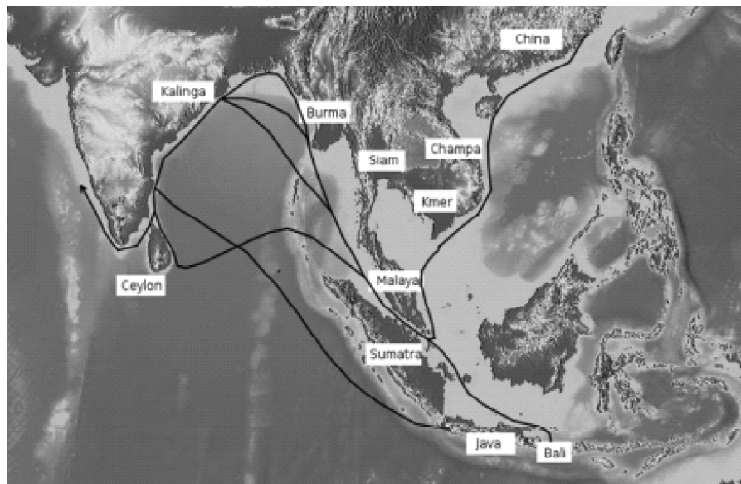 China
Kalinga
Burma
Champa
Siam
Kmer
Malaya
Ceylon
Sumatra
Java
Bali